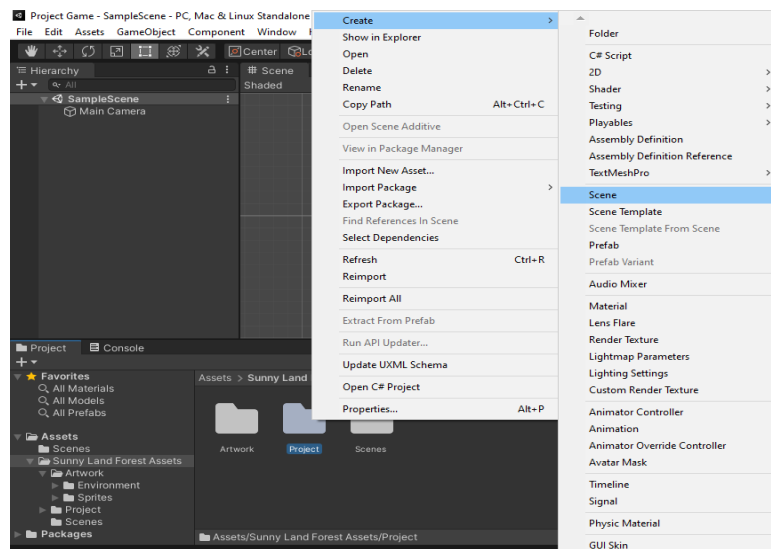 Project Game - SampleScene - PC, Mac & Linux Standalone
File Edit Assets GameObject Component Window
Center
Hierarchy
All
SampleScene
Main Camera
Scene
Shaded
Create
Show in Explorer
Open
Delete
Rename
Copy Path Alt+Ctrl+C
Open Scene Additive
View in Package Manager
Import New Asset...
Import Package
Export Package...
Find References In Scene
Select Dependencies
Refresh Ctrl+R
Reimport
Reimport All
Extract From Prefab
Run API Updater...
Update UXML Schema
Open C# Project
Properties... Alt+P
Folder
C# Script
2D
Shader
Testing
Playables
Assembly Definition
Assembly Definition Reference
TextMeshPro
Scene
Scene Template
Scene Template From Scene
Prefab
Prefab Variant
Audio Mixer
Material
Lens Flare
Render Texture
Lightmap Parameters
Lighting Settings
Custom Render Texture
Animator Controller
Animation
Animator Override Controller
Avatar Mask
Timeline
Signal
Physic Material
GUI Skin
Project Console
Favorites
All Materials
All Models
All Prefabs
Assets
Scenes
Sunny Land Forest Assets
Artwork
Environment
Sprites
Project
Scenes
Packages
Assets > Sunny Land
Artwork Project Scenes
Assets/Sunny Land Forest Assets/Project